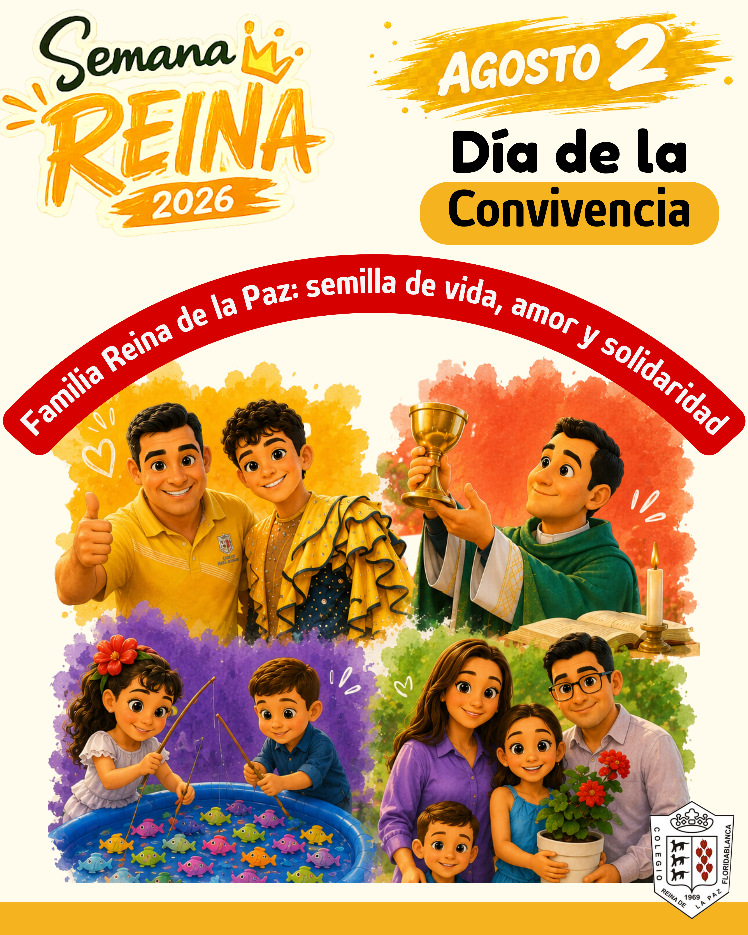 Semana
REINA
2026
AGOSTO 2
Día de la
Convivencia
Familia Reina de la Paz: semilla de vida, amor y solidaridad
COLEGIO
REINA DE LA PAZ
FLORIDABLANCA
1969